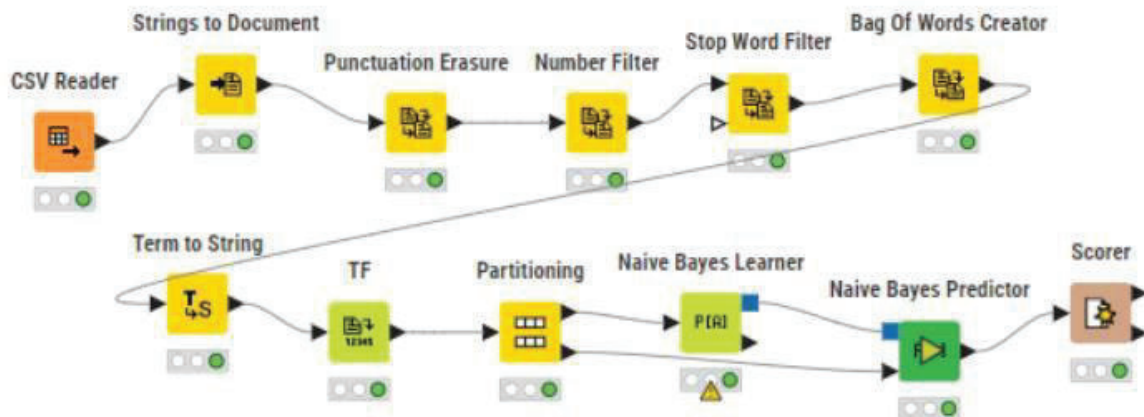 Strings to Document
Bag Of Words Creator
Stop Word Filter
Punctuation Erasure
Number Filter
CSV Reader
Term to String
TF
Partitioning
Naive Bayes Learner
Naive Bayes Predictor
Scorer
T
S
12345
P[A]